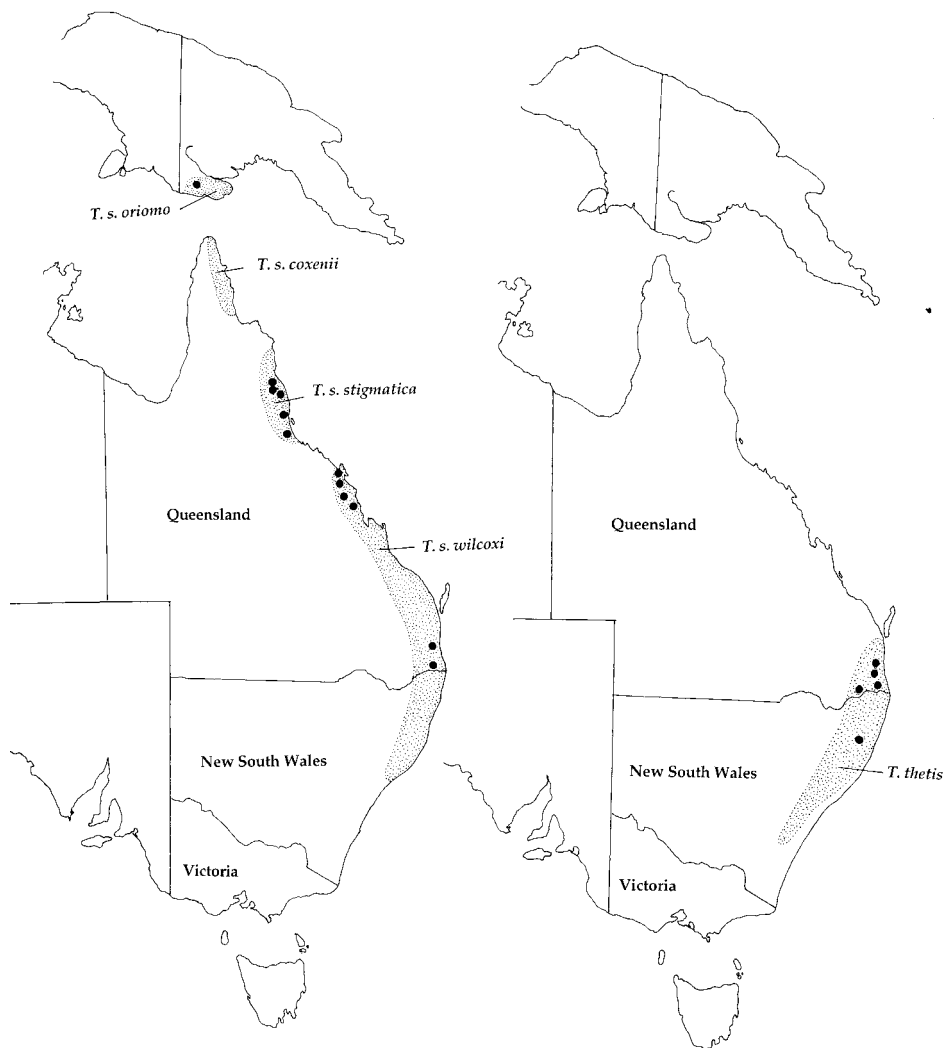 T. s. oriomo
T. s. coxenii
T. s. stigmatica
Queensland
T. s. wilcoxi
New South Wales
Victoria
Queensland
New South Wales
T. thetis
Victoria